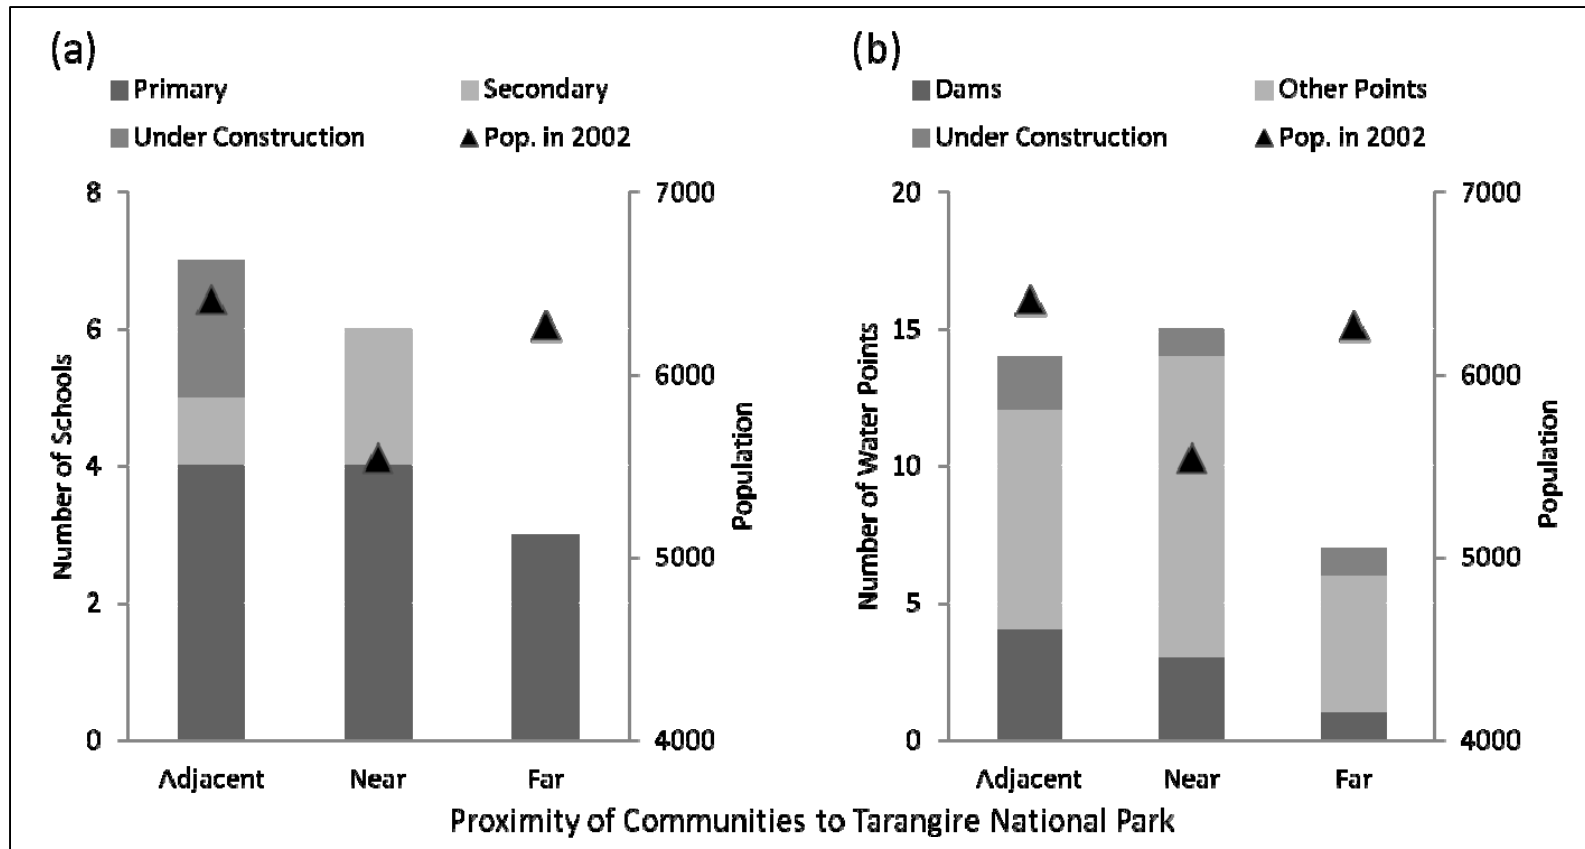 (a)
Primary
Secondary
Under Construction
Pop. in 2002
8
6
4
2
0
Number of Schools
7000
6000
5000
4000
Population
Adjacent
Near
Far
(b)
Dams
Other Points
Under Construction
Pop. in 2002
20
15
10
5
0
Number of Water Points
7000
6000
5000
4000
Population
Adjacent
Near
Far
Proximity of Communities to Tarangire National Park